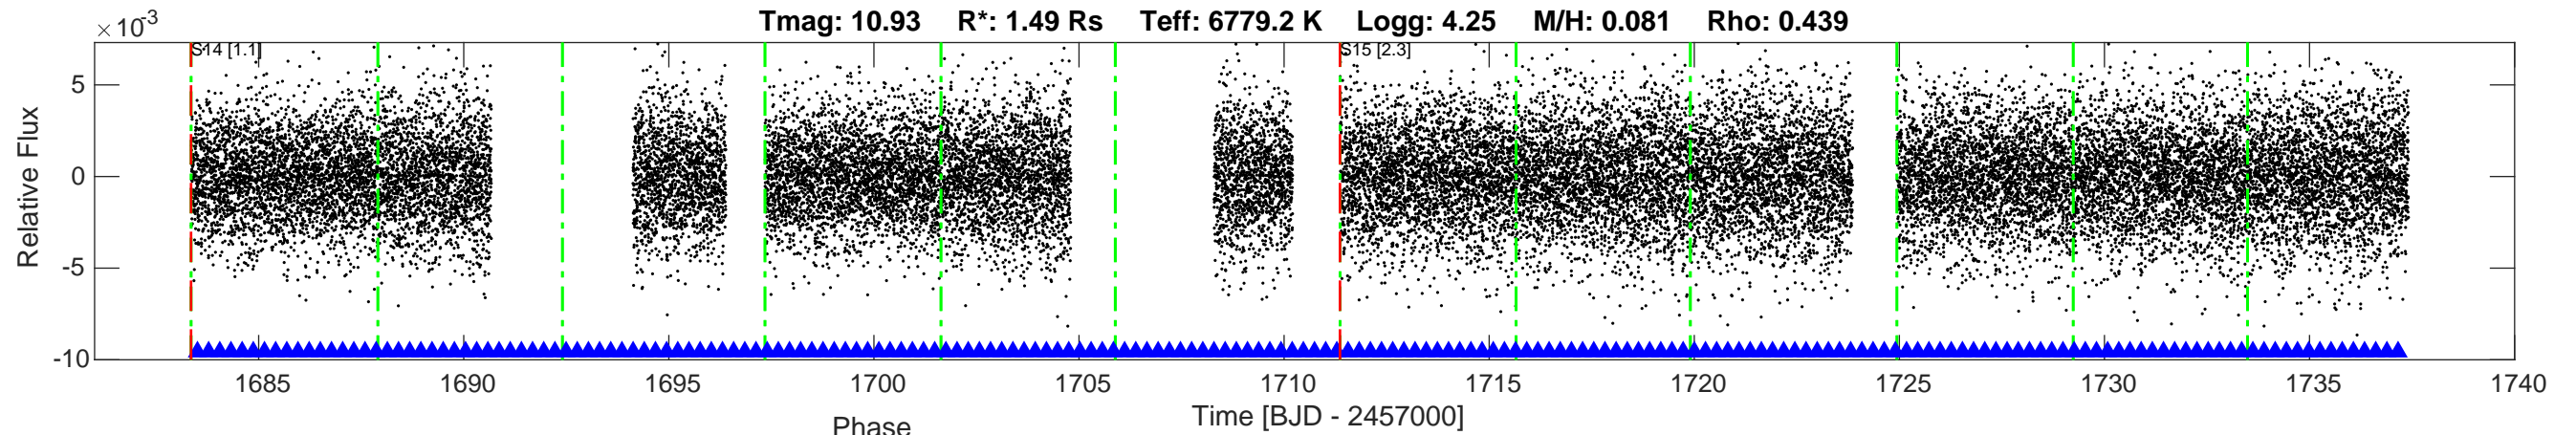 Tmag: 10.93 R*: 1.49 Rs Teff: 6779.2 K Logg: 4.25 M/H: 0.081 Rho: 0.439
×10-3
S14 [1.1] S15 [2.3]
5
0
-5
-10
Relative Flux
1685 1690 1695 1700 1705 1710 1715 1720 1725 1730 1735 1740
Time [BJD - 2457000]
Phase